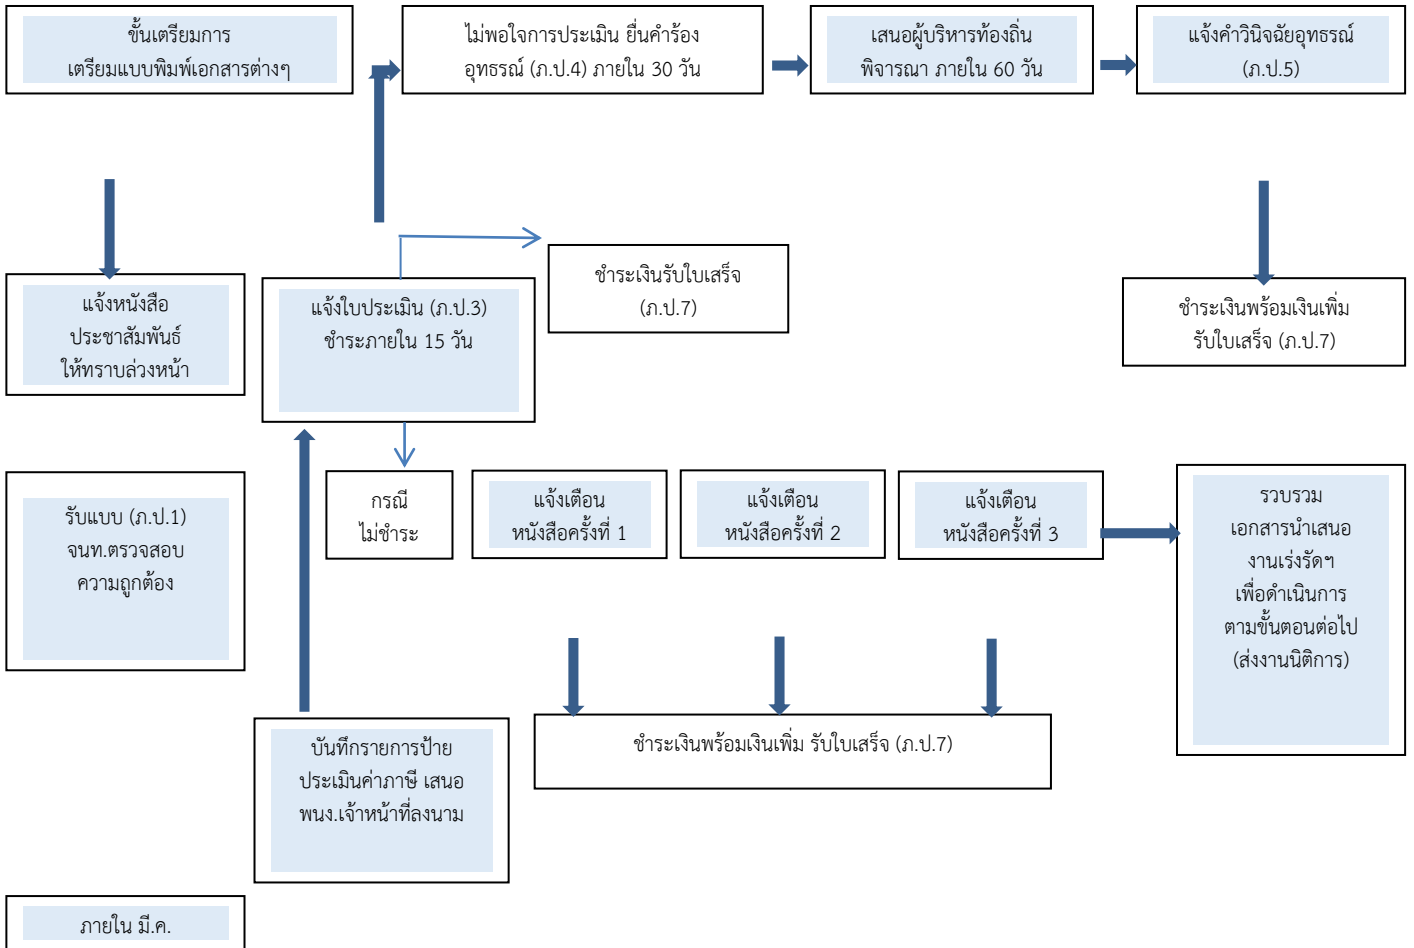 ขั้นเตรียมการ
เตรียมแบบพิมพ์เอกสารต่างๆ
ไม่พอใจการประเมิน ยื่นคำร้อง
อุทธรณ์ (ภ.ป.4) ภายใน 30 วัน
เสนอผู้บริหารท้องถิ่น
พิจารณา ภายใน 60 วัน
แจ้งคำวินิจฉัยอุทธรณ์
(ภ.ป.5)
แจ้งหนังสือ
ประชาสัมพันธ์
ให้ทราบล่วงหน้า
แจ้งใบประเมิน (ภ.ป.3)
ชำระภายใน 15 วัน
ชำระเงินรับใบเสร็จ
(ภ.ป.7)
ชำระเงินพร้อมเงินเพิ่ม
รับใบเสร็จ (ภ.ป.7)
รับแบบ (ภ.ป.1)
จนท.ตรวจสอบ
ความถูกต้อง
กรณี
ไม่ชำระ
แจ้งเตือน
หนังสือครั้งที่ 1
แจ้งเตือน
หนังสือครั้งที่ 2
แจ้งเตือน
หนังสือครั้งที่ 3
รวบรวม
เอกสารนำเสนอ
งานเร่งรัดฯ
เพื่อดำเนินการ
ตามขั้นตอนต่อไป
(ส่งงานนิติการ)
บันทึกรายการป้าย
ประเมินค่าภาษี เสนอ
พนง.เจ้าหน้าที่ลงนาม
ชำระเงินพร้อมเงินเพิ่ม รับใบเสร็จ (ภ.ป.7)
ภายใน มี.ค.